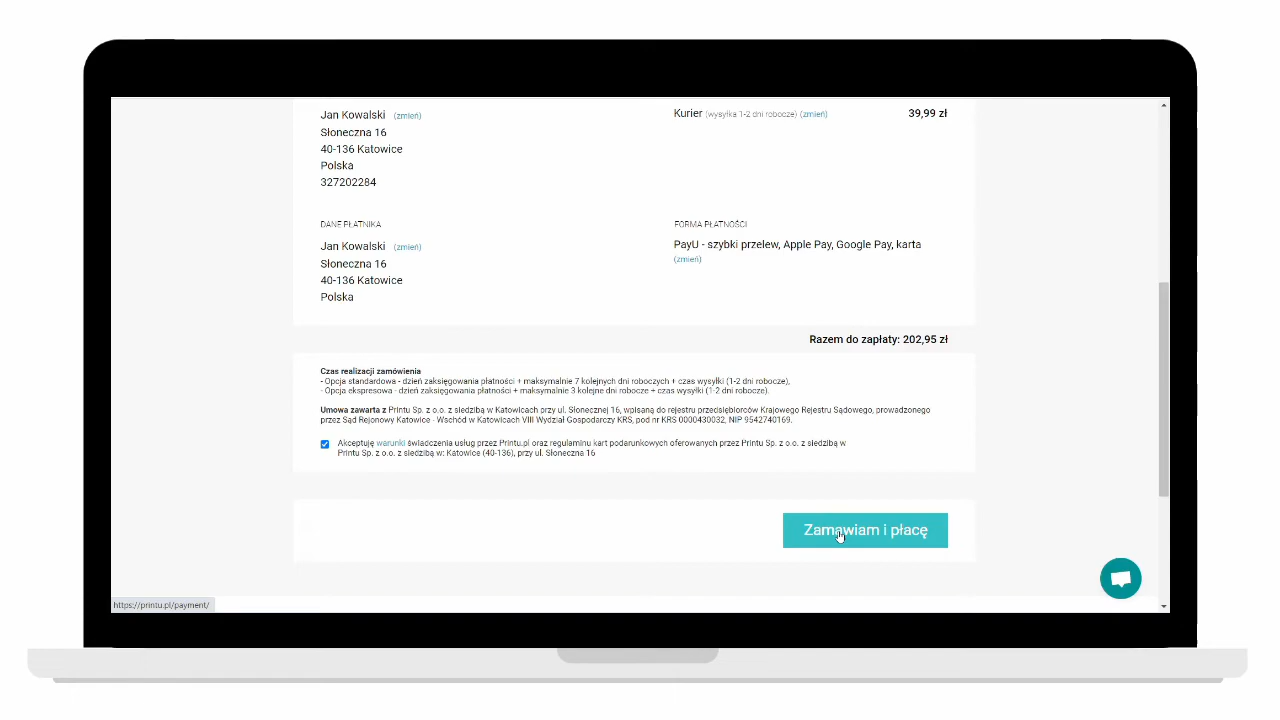 Jan Kowalski (zmień)
Słoneczna 16
40-136 Katowice
Polska
327202284
Kurier (wysyłka 1-2 dni robocze) (zmień) 39,99 zł
DANE PŁATNIKA
Jan Kowalski (zmień)
Słoneczna 16
40-136 Katowice
Polska
FORMA PŁATNOŚCI
PayU - szybki przelew, Apple Pay, Google Pay, karta
(zmień)
Razem do zapłaty: 202,95 zł
Czas realizacji zamówienia
- Opcja standardowa - dzień zaksięgowania płatności + maksymalnie 7 kolejnych dni roboczych + czas wysyłki (1-2 dni robocze),
- Opcja ekspresowa - dzień zaksięgowania płatności + maksymalnie 3 kolejne dni robocze + czas wysyłki (1-2 dni robocze).
Umowa zawarta z Printu Sp. z o.o. z siedzibą w Katowicach przy ul. Słonecznej 16, wpisaną do rejestru przedsiębiorców Krajowego Rejestru Sądowego, prowadzonego
przez Sąd Rejonowy Katowice - Wschód w Katowicach VIII Wydział Gospodarczy KRS, pod nr KRS 0000430032, NIP 9542740169.
Akceptuję warunki świadczenia usług przez Printu.pl oraz regulaminu kart podarunkowych oferowanych przez Printu Sp. z o.o. z siedzibą w
Printu Sp. z o.o. z siedzibą w: Katowice (40-136), przy ul. Słoneczna 16
Zamawiam i płacę
https://printu.pl/payment/